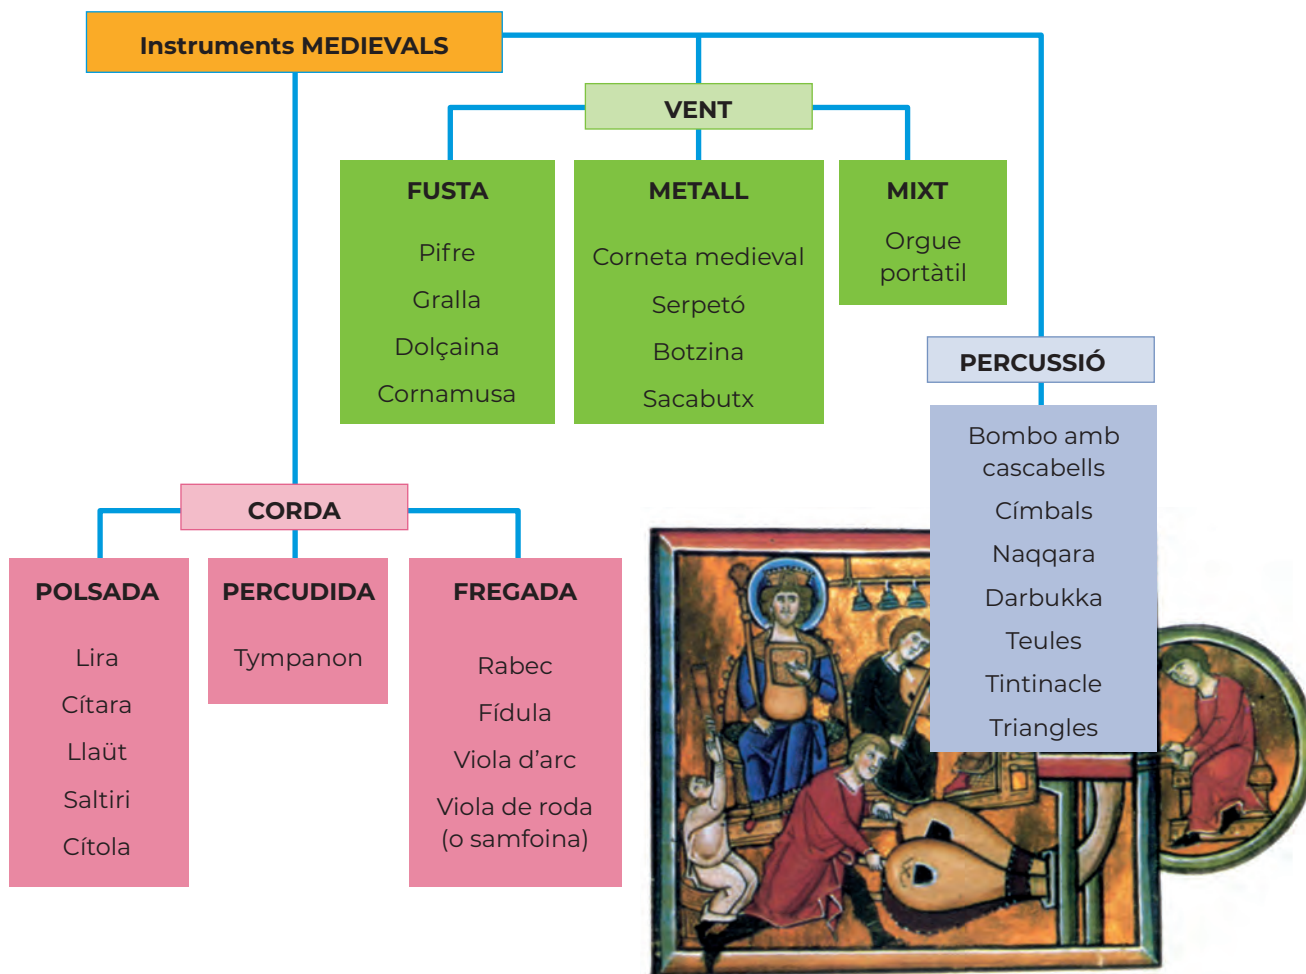 Instruments MEDIEVALS
VENT
FUSTA
Pifre
Gralla
Dolçaina
Cornamusa
METALL
Corneta medieval
Serpetó
Botzina
Sacabutx
MIXT
Orgue
portàtil
PERCUSSIÓ
Bombo amb
cascabells
Címbals
Naqqara
Darbukka
Teules
Tintinacle
Triangles
CORDA
POLSADA
Lira
Cítara
Llaüt
Saltiri
Cítola
PERCUDIDA
Tympanon
FREGADA
Rabec
Fídula
Viola d’arc
Viola de roda
(o samfoina)